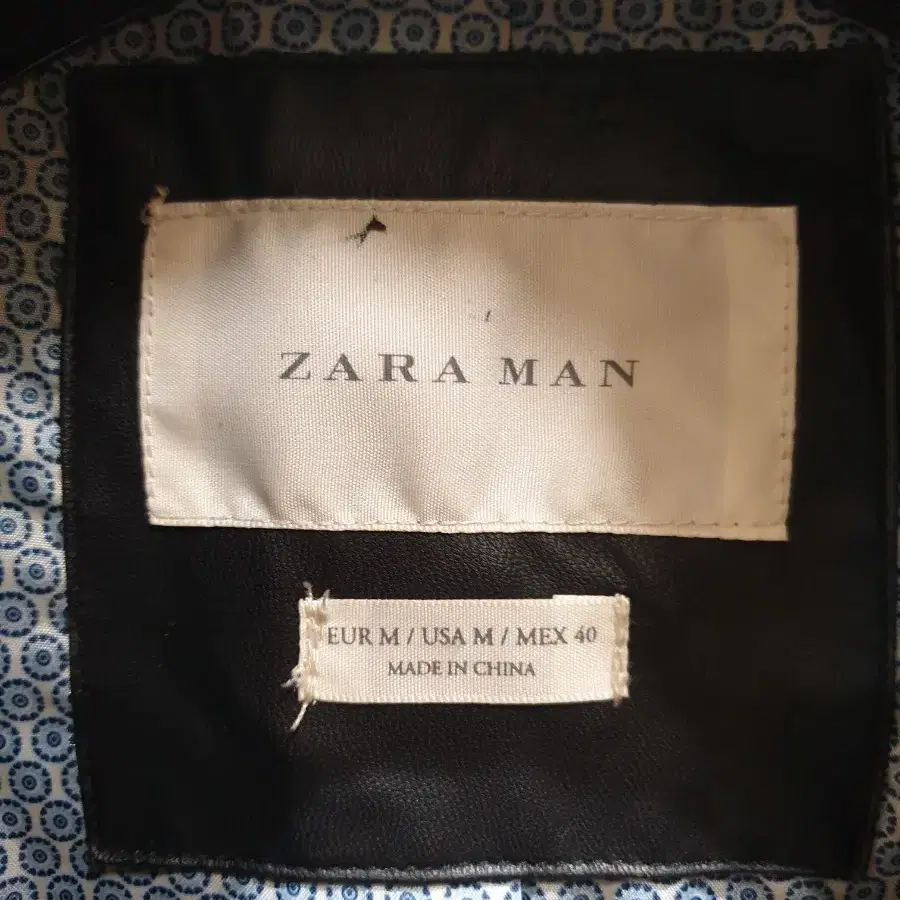 ZARA MAN
EUR M / USA M / MEX 40
MADE IN CHINA